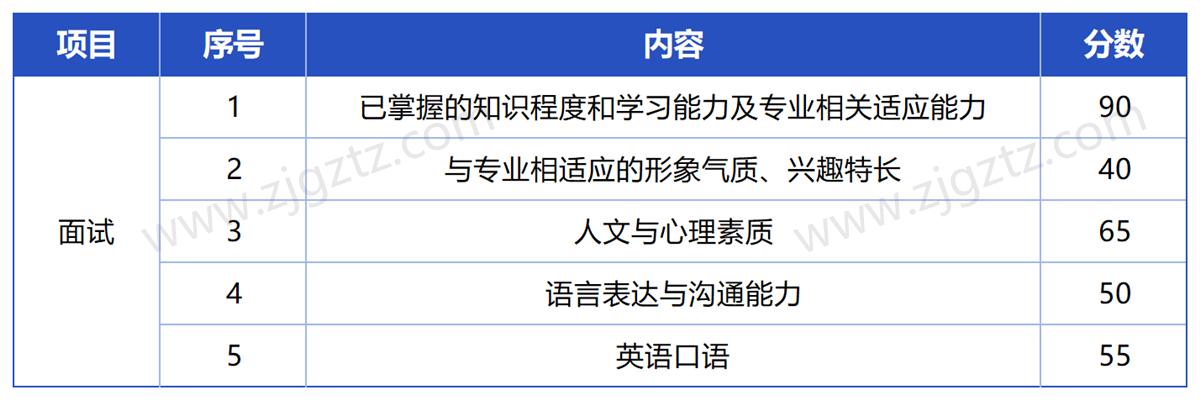 项目 序号 内容 分数
1 已掌握的知识程度和学习能力及专业相关适应能力 90
2 与专业相适应的形象气质、兴趣特长 40
面试 3 人文与心理素质 65
4 语言表达与沟通能力 50
5 英语口语 55
www.zjgztz.com
www.zjgztz.com